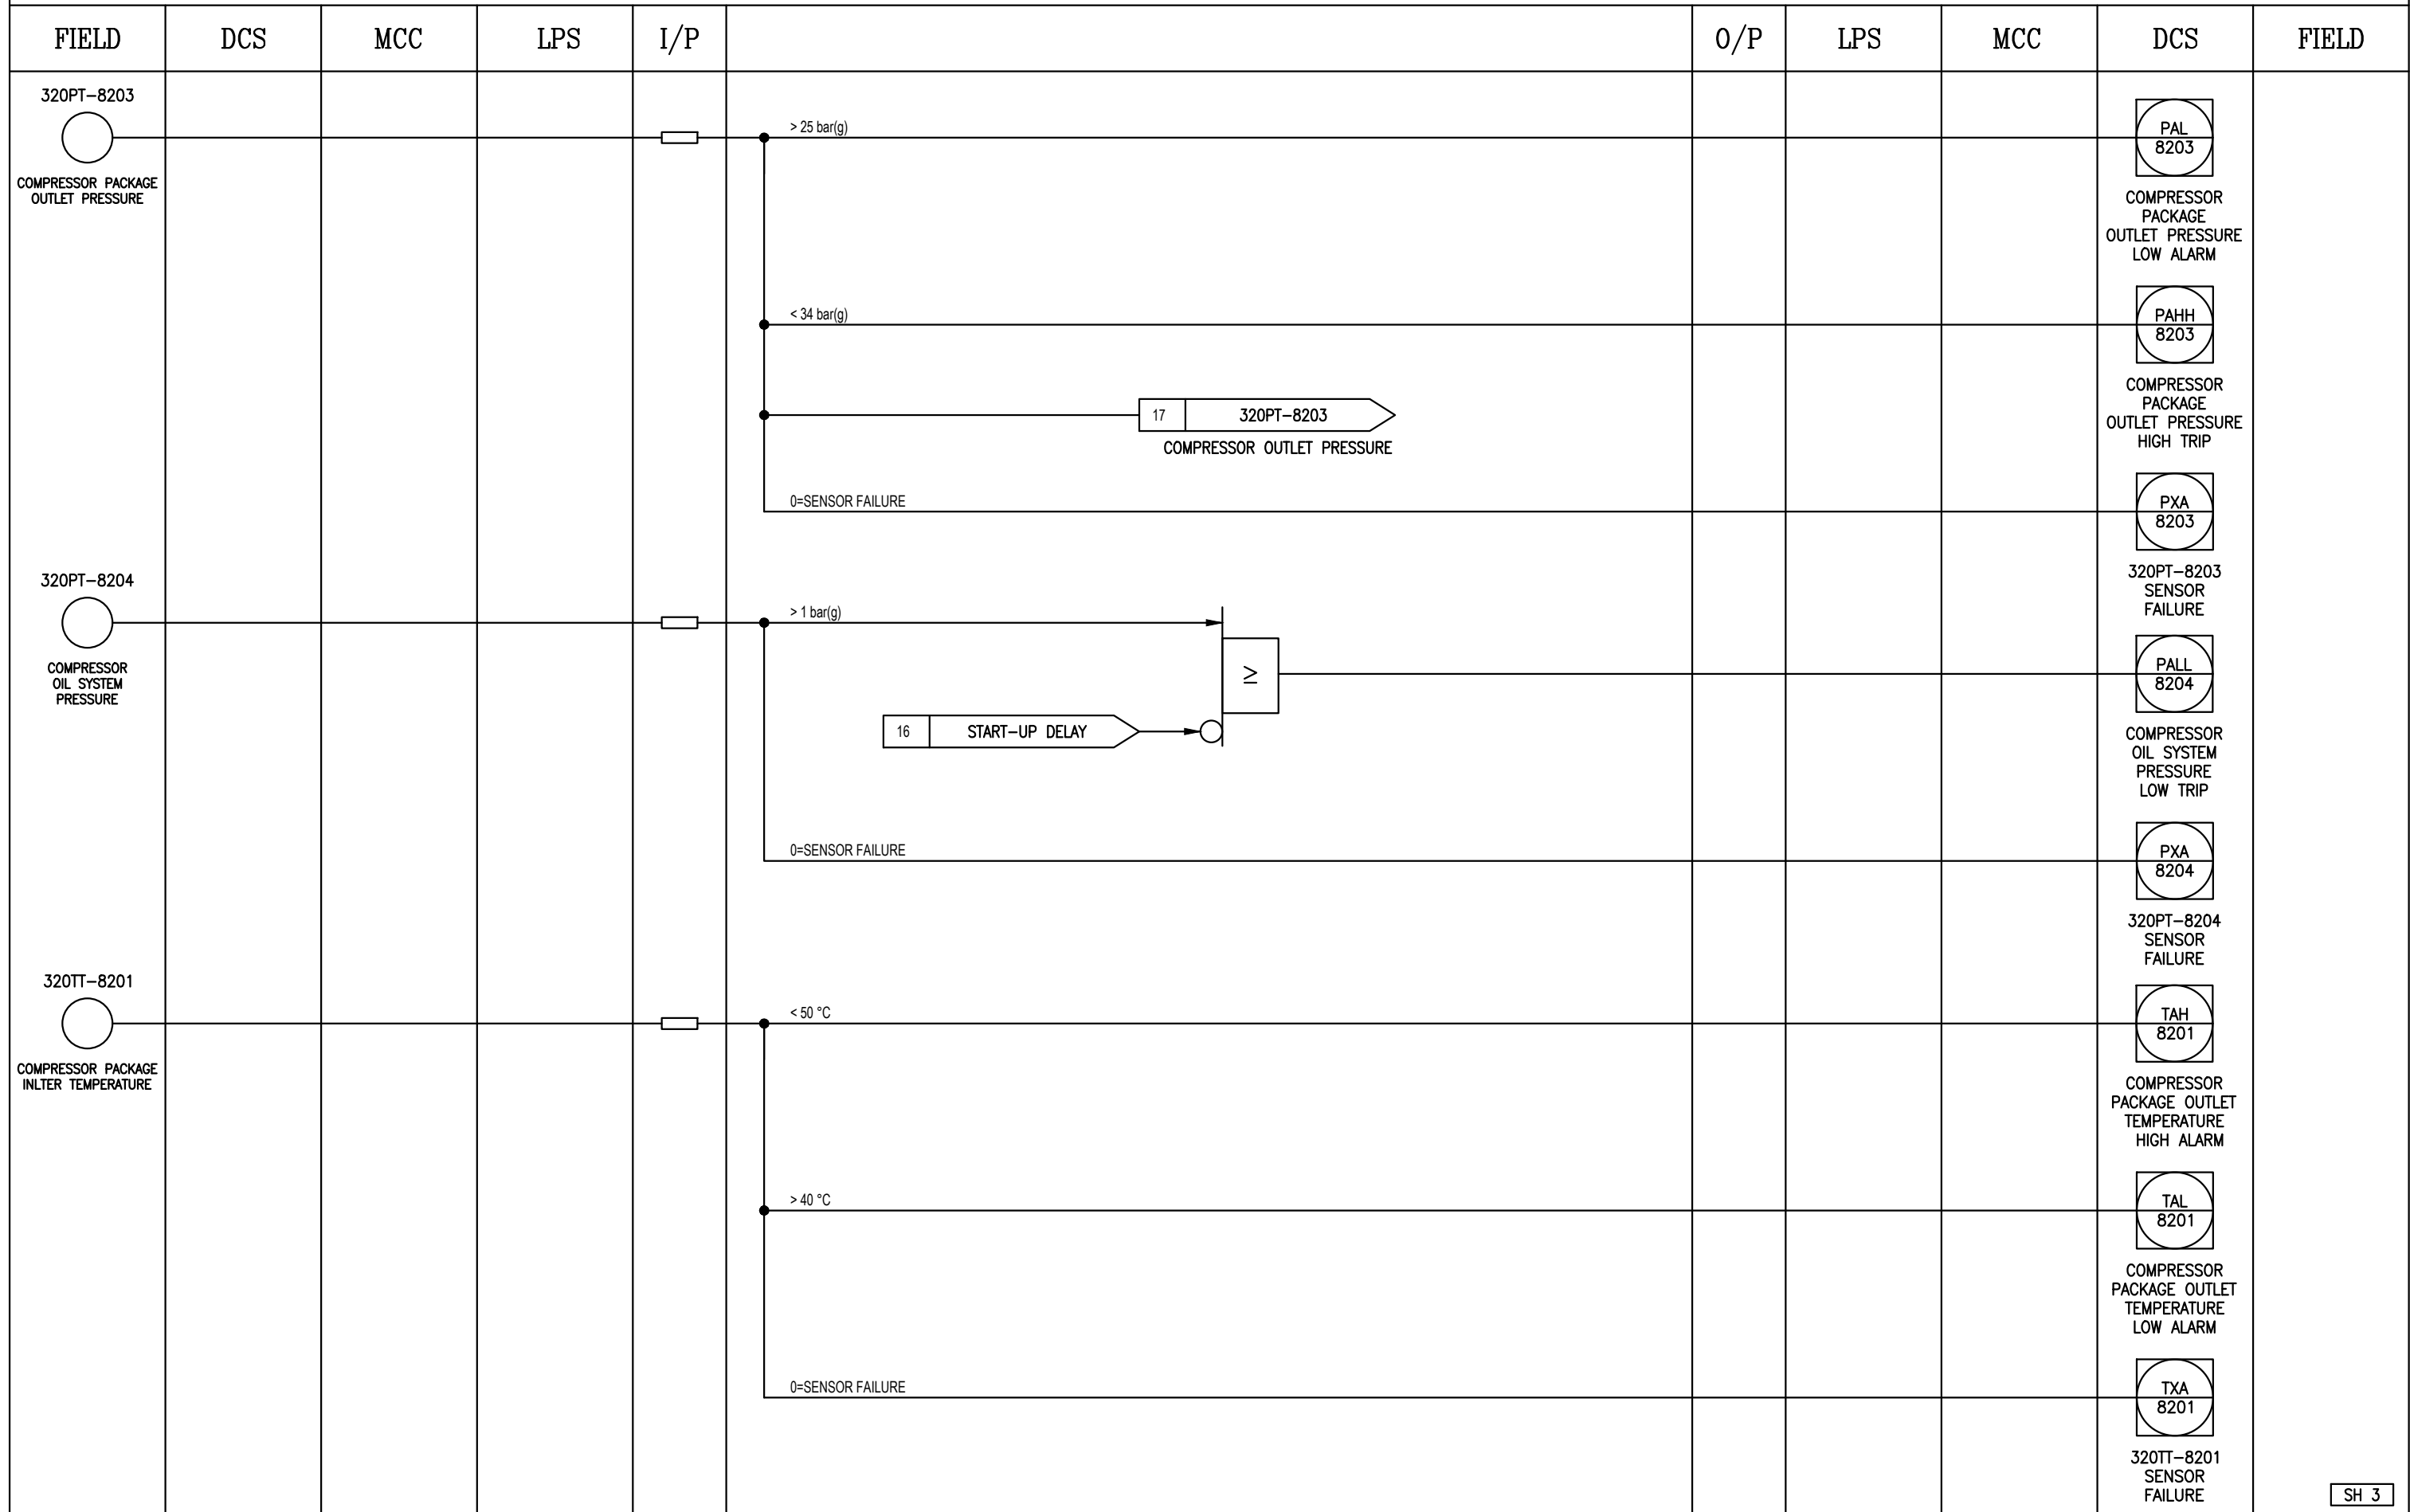 FIELD DCS MCC LPS I/P O/P LPS MCC DCS FIELD
320PT-8203
COMPRESSOR PACKAGE
OUTLET PRESSURE
> 25 bar(g)
PAL
8203
COMPRESSOR
PACKAGE
OUTLET PRESSURE
LOW ALARM
< 34 bar(g)
PAHH
8203
COMPRESSOR
PACKAGE
OUTLET PRESSURE
HIGH TRIP
17 320PT-8203
COMPRESSOR OUTLET PRESSURE
0=SENSOR FAILURE
PXA
8203
320PT-8203
SENSOR
FAILURE
320PT-8204
COMPRESSOR
OIL SYSTEM
PRESSURE
> 1 bar(g)
≥
16 START-UP DELAY
PALL
8204
COMPRESSOR
OIL SYSTEM
PRESSURE
LOW TRIP
0=SENSOR FAILURE
PXA
8204
320PT-8204
SENSOR
FAILURE
320TT-8201
COMPRESSOR PACKAGE
INLTER TEMPERATURE
< 50 °C
TAH
8201
COMPRESSOR
PACKAGE OUTLET
TEMPERATURE
HIGH ALARM
> 40 °C
TAL
8201
COMPRESSOR
PACKAGE OUTLET
TEMPERATURE
LOW ALARM
0=SENSOR FAILURE
TXA
8201
320TT-8201
SENSOR
FAILURE
SH 3